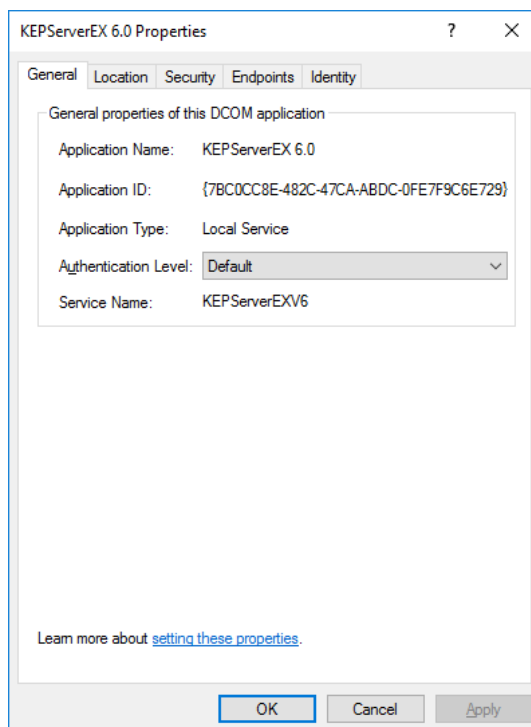 KEPServerEX 6.0 Properties
General Location Security Endpoints Identity
General properties of this DCOM application
Application Name: KEPServerEX 6.0
Application ID: {7BC0CC8E-482C-47CA-ABDC-0FE7F9C6E729}
Application Type: Local Service
Authentication Level: Default
Service Name: KEPServerEXV6
Learn more about setting these properties.
OK Cancel Apply